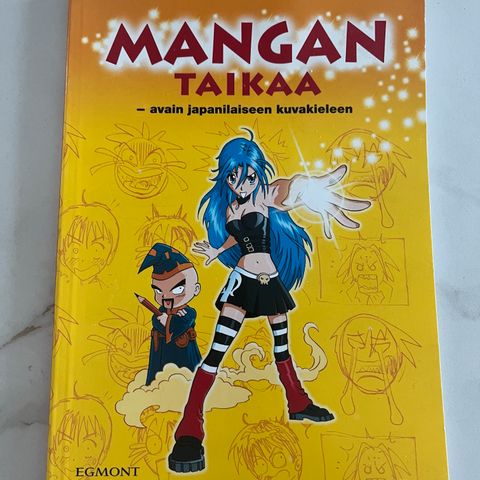 MANGAN
TAIKAA
– avain japanilaiseen kuvakieleen
EGMONT